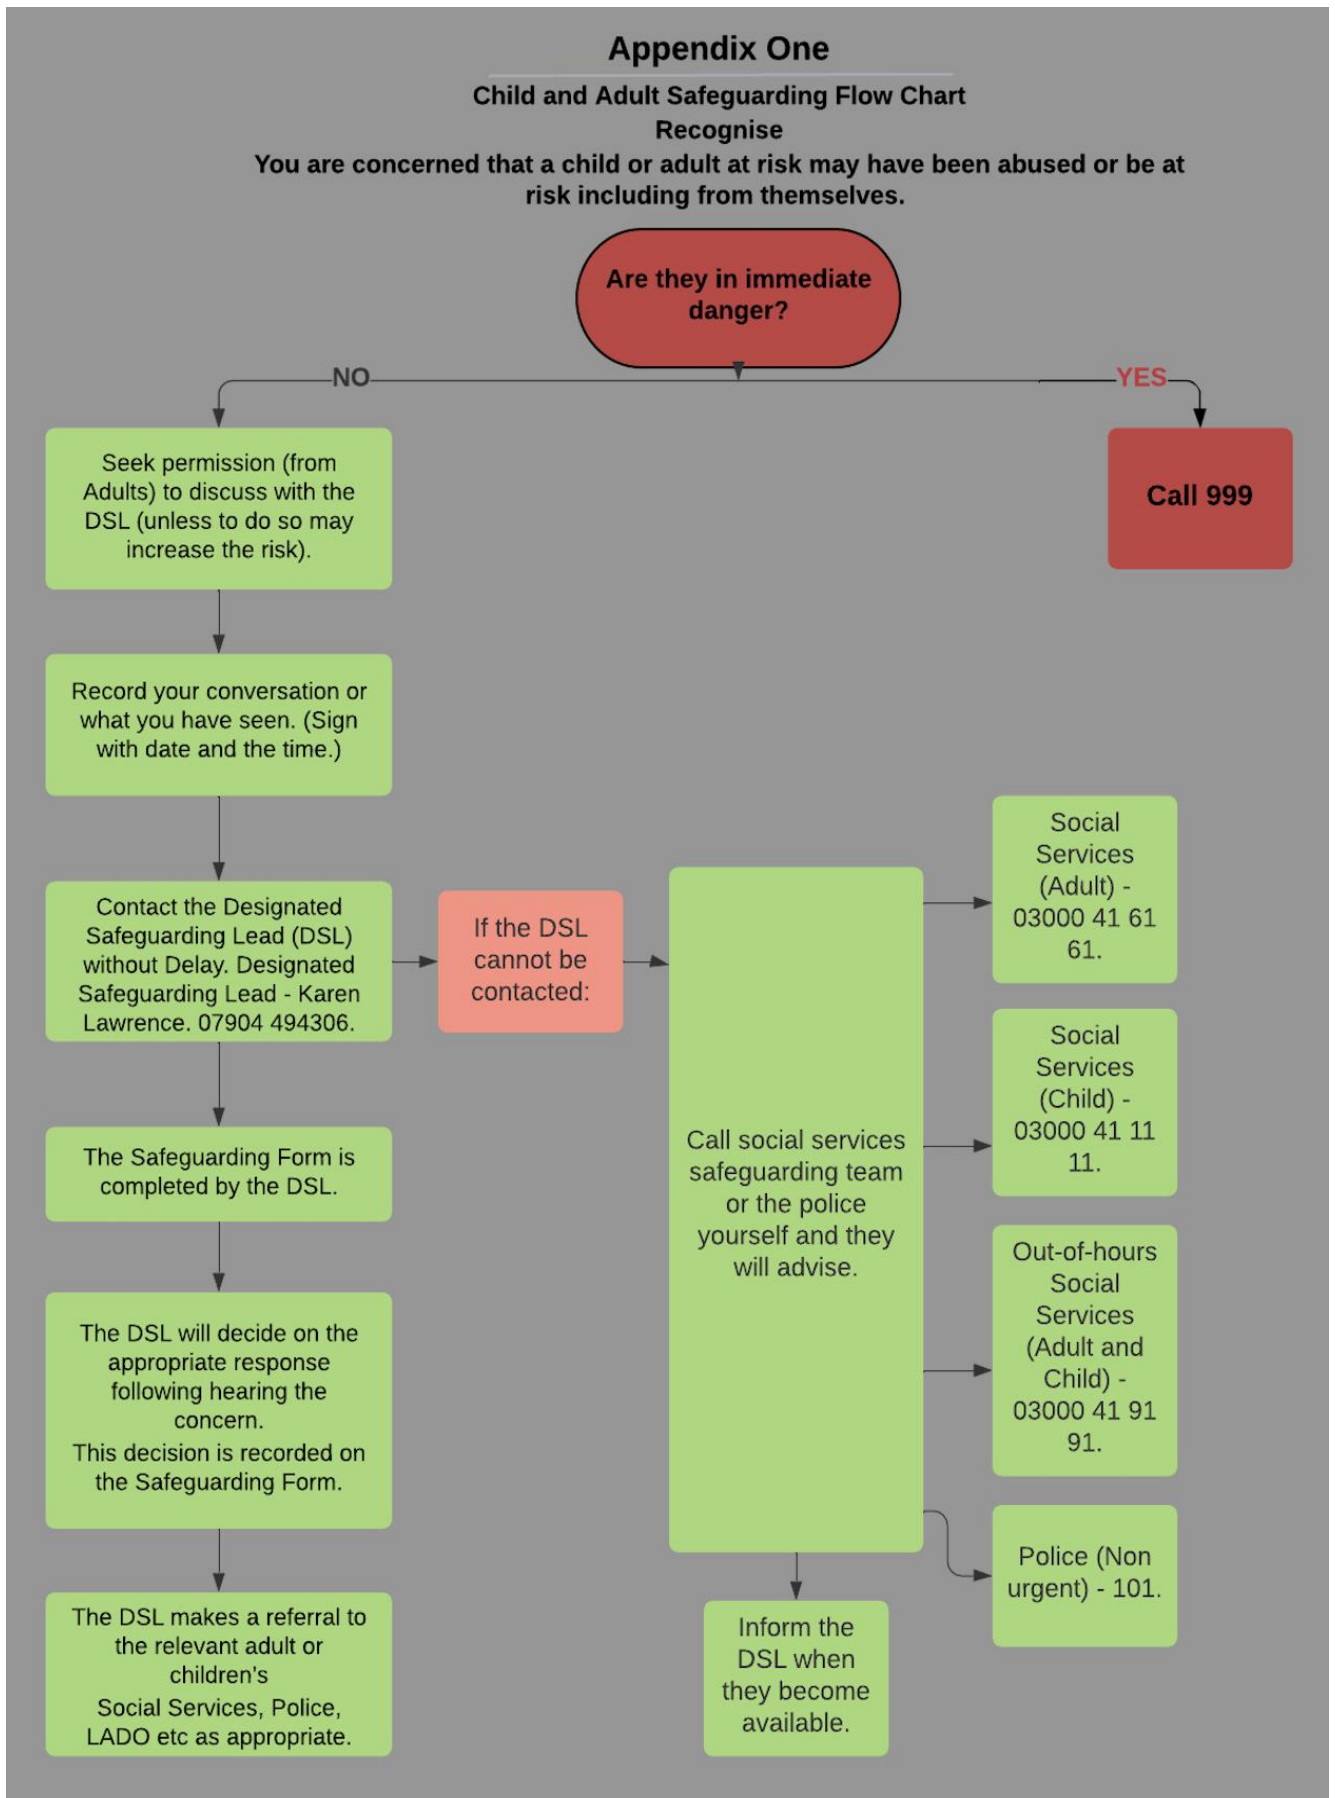 Appendix One
Child and Adult Safeguarding Flow Chart
Recognise
You are concerned that a child or adult at risk may have been abused or be at
risk including from themselves.
Are they in immediate
danger?
NO
YES
Seek permission (from
Adults) to discuss with the
DSL (unless to do so may
increase the risk).
Call 999
Record your conversation or
what you have seen. (Sign
with date and the time.)
Contact the Designated
Safeguarding Lead (DSL)
without Delay. Designated
Safeguarding Lead - Karen
Lawrence. 07904 494306.
If the DSL
cannot be
contacted:
Call social services
safeguarding team
or the police
yourself and they
will advise.
Social
Services
(Adult) -
03000 41 61
61.
Social
Services
(Child) -
03000 41 11
11.
Out-of-hours
Social
Services
(Adult and
Child) -
03000 41 91
91.
Police (Non
urgent) - 101.
Inform the
DSL when
they become
available.
The Safeguarding Form is
completed by the DSL.
The DSL will decide on the
appropriate response
following hearing the
concern.
This decision is recorded on
the Safeguarding Form.
The DSL makes a referral to
the relevant adult or
children's
Social Services, Police,
LADO etc as appropriate.